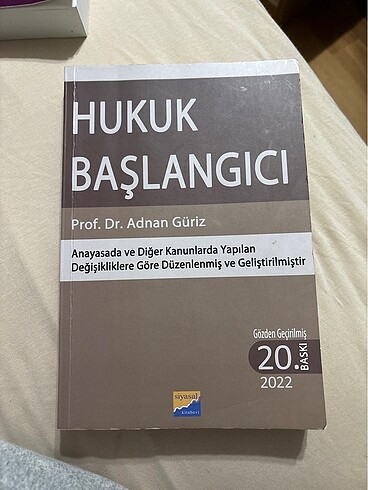 HUKUK
BAŞLANGICI
Prof. Dr. Adnan Güriz
Anayasada ve Diğer Kanunlarda Yapılan
Değişikliklere Göre Düzenlenmiş ve Geliştirilmiştir
Gözden Geçirilmiş
20. BASKI
2022
siyasal
kitabevi